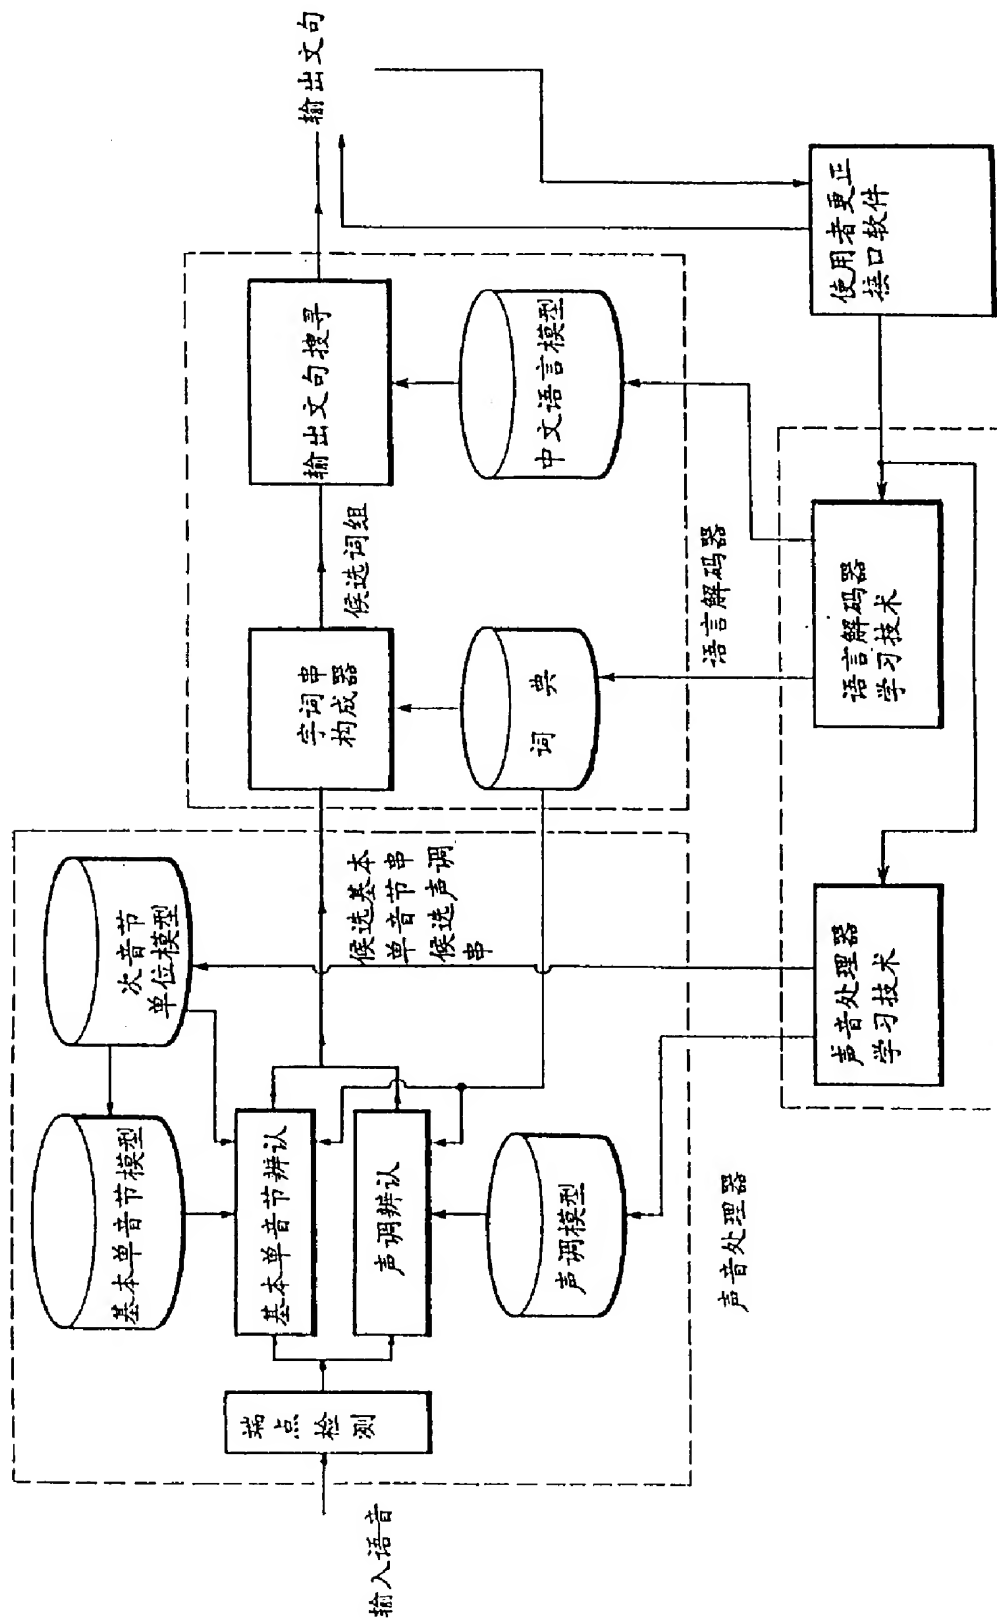 输入语音
端点检测
基本单音节模型
次音节
单位模型
基本单音节辨认
声调辨认
声调模型
候选基本
单音节串
候选声调
串
声音处理器
字词串
构成器
候选词组
输出文句搜寻
词典
中文语言模型
语言解码器
输出文句
声音处理器
学习技术
语言解码器
学习技术
使用者更正
接口软件